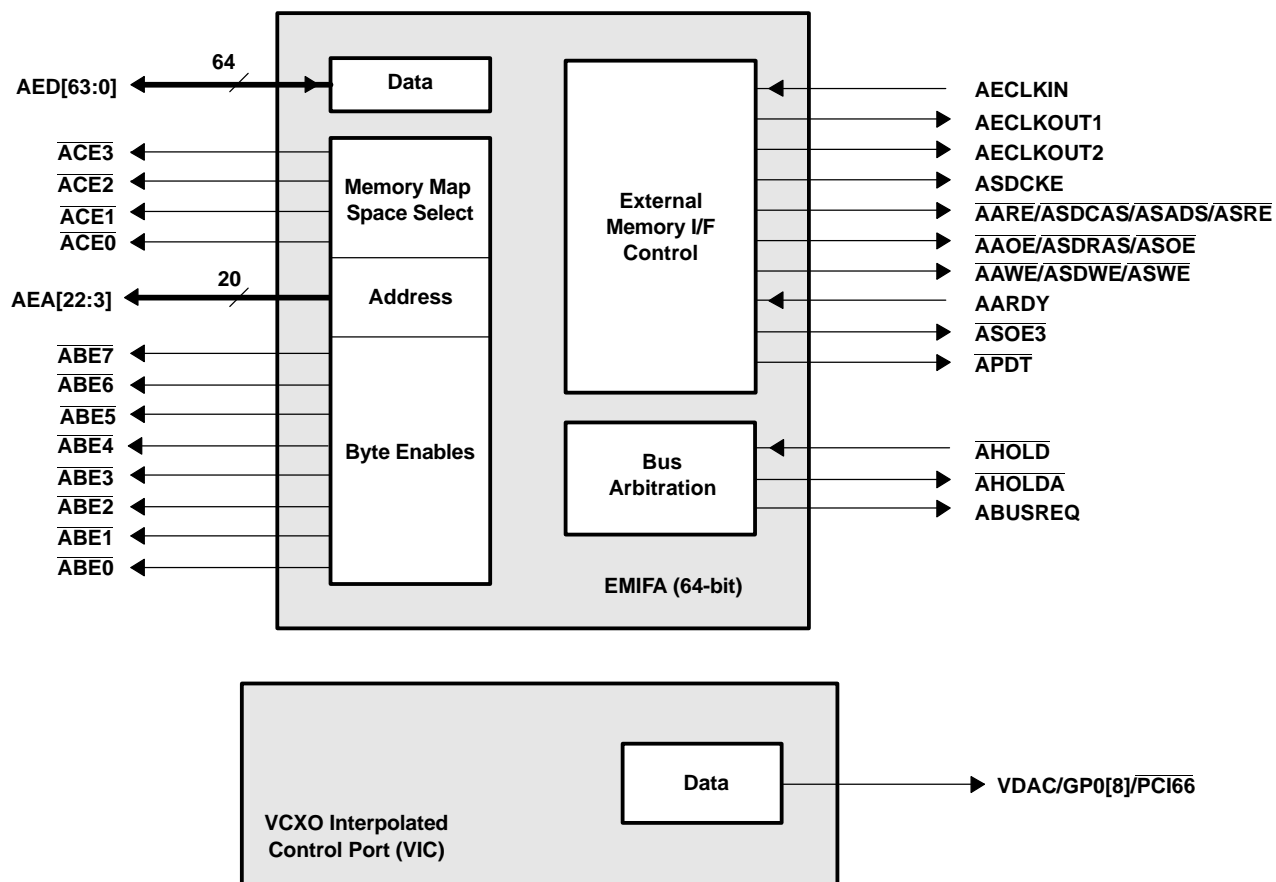 64
AED[63:0]
Data
ACE3
ACE2
ACE1
ACE0
Memory Map
Space Select
20
AEA[22:3]
Address
ABE7
ABE6
ABE5
ABE4
ABE3
ABE2
ABE1
ABE0
Byte Enables
External
Memory I/F
Control
AECLKIN
AECLKOUT1
AECLKOUT2
ASDCKE
AARE/ASDCAS/ASADS/ASRE
AAOE/ASDRAS/ASOE
AAWE/ASDWE/ASWE
AARDY
ASOE3
APDT
Bus
Arbitration
AHOLD
AHOLDA
ABUSREQ
EMIFA (64-bit)
Data
VDAC/GP0[8]/PCI66
VCXO Interpolated
Control Port (VIC)